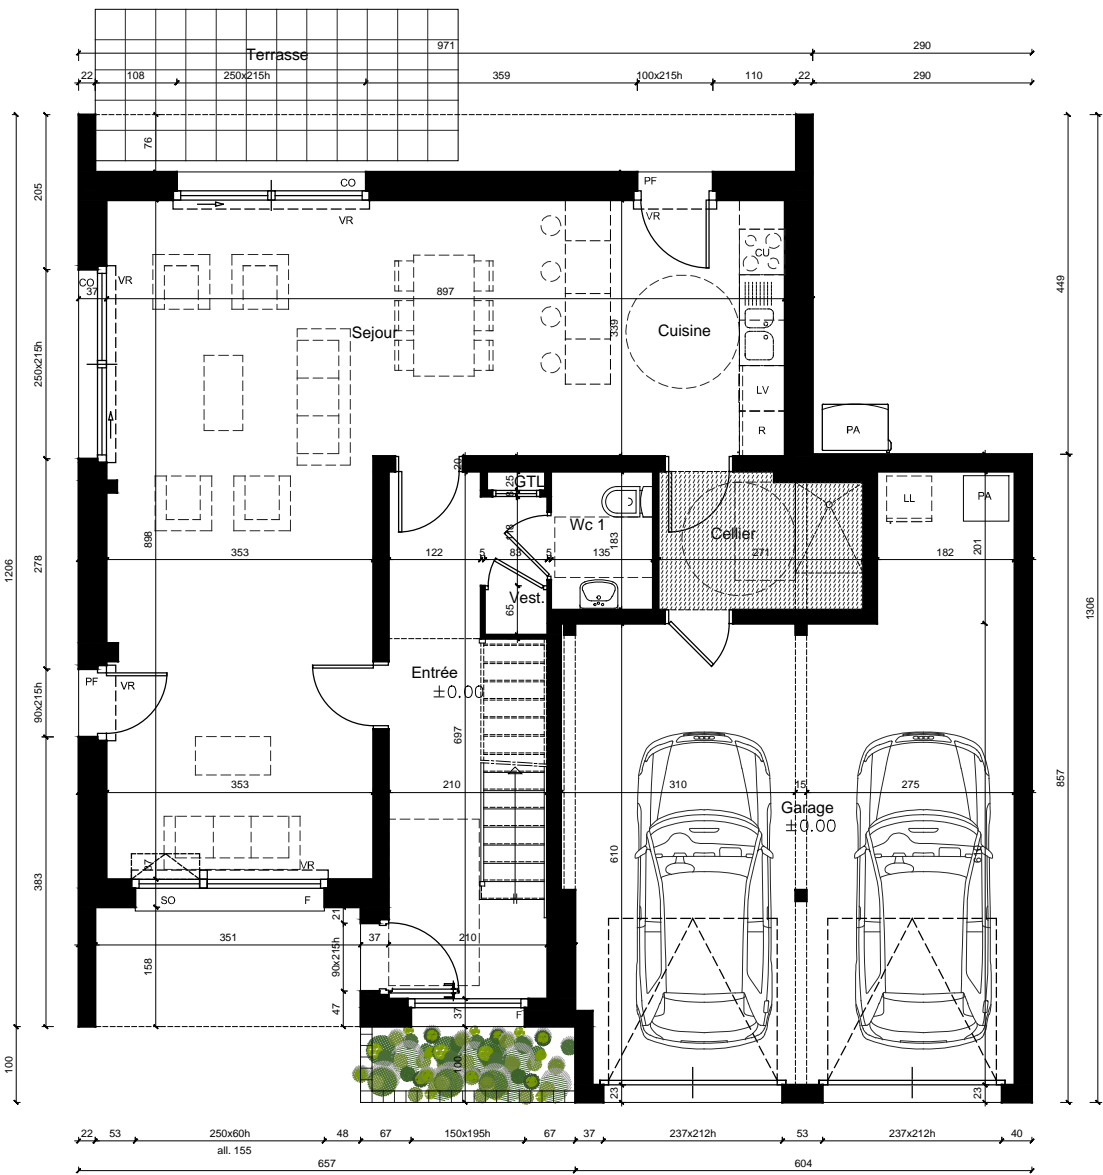 Terrasse
971
290
22
108
250x215h
359
100x215h
110
22
290
76
CO
VR
PF
VR
CU
205
CO
37
VR
897
339
Sejour
Cuisine
449
250x215h
LV
R
PA
20
25
GTL
8
Wc 1
183
LL
PA
Cellier
201
898
353
122
5
83
5
135
271
182
278
1206
1306
Vest.
65
Entrée
±0.00
PF
VR
90x215h
697
353
210
310
15
275
857
Garage
±0.00
610
VR
383
SO
F
21
351
37
210
90x215h
158
47
37
F
100
100
23
23
22
53
250x60h
48
67
150x195h
67
37
237x212h
53
237x212h
40
all. 155
657
604